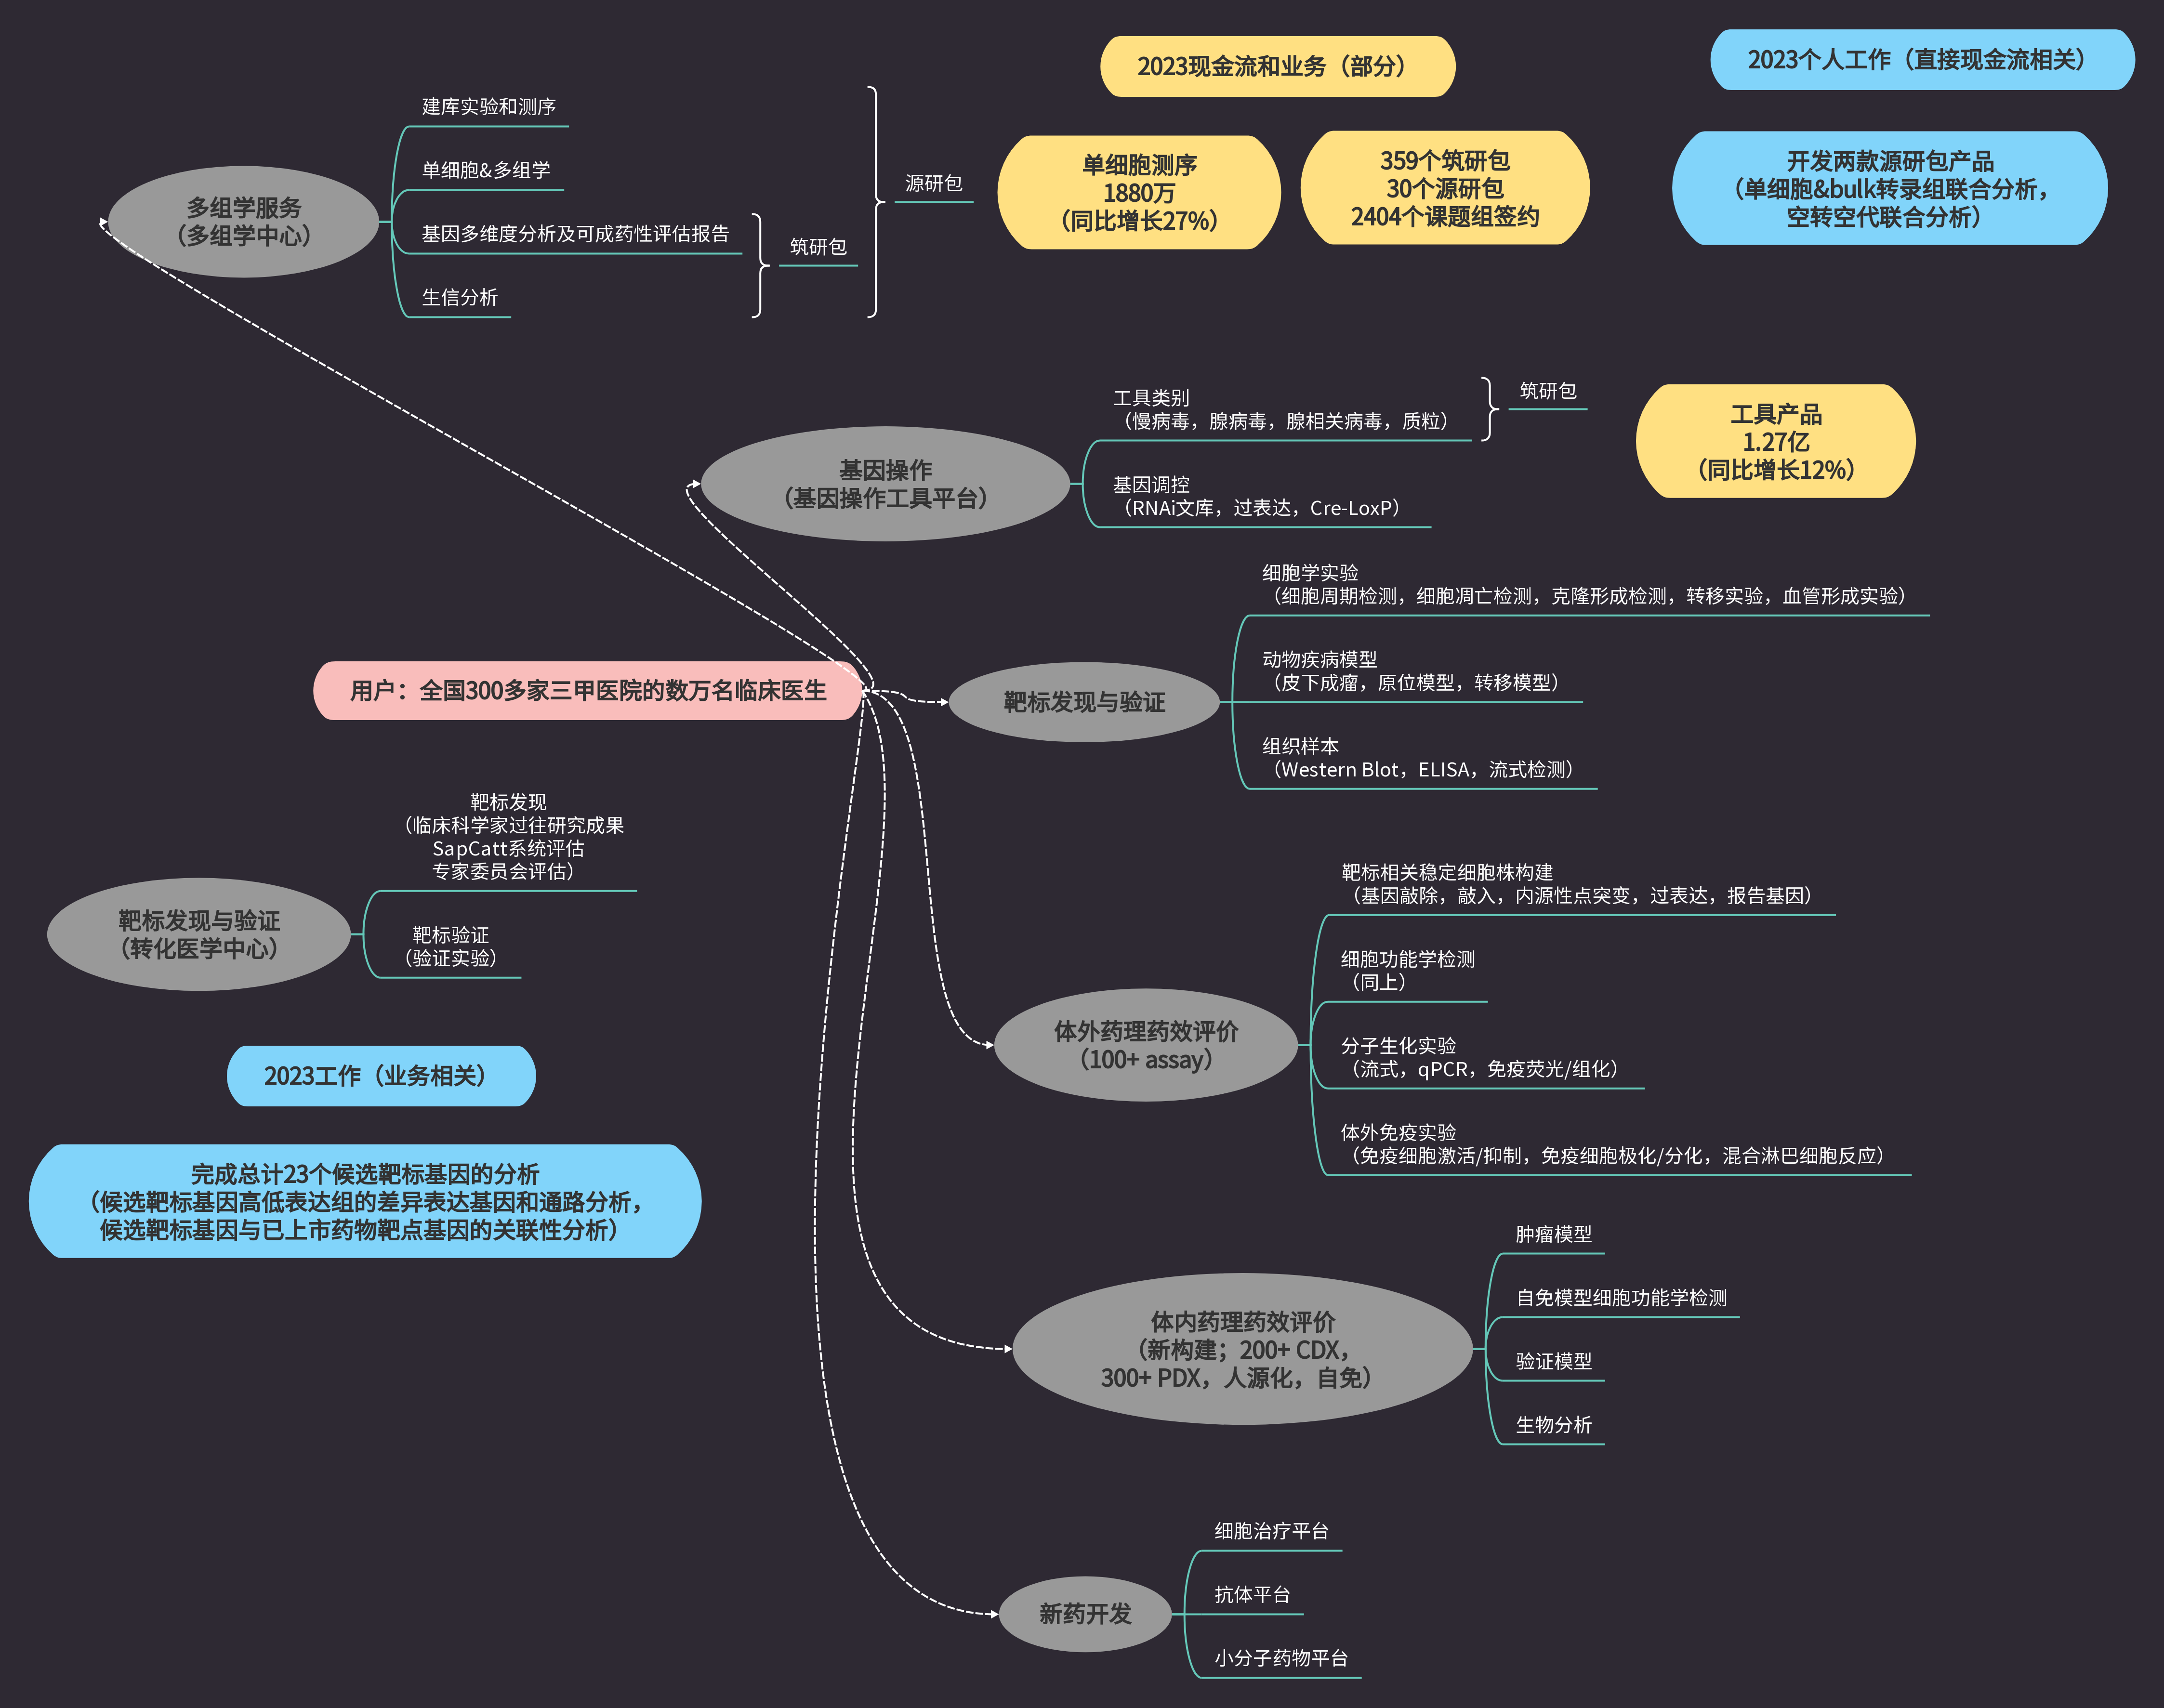 2023现金流和业务（部分）
2023个人工作（直接现金流相关）
多组学服务
（多组学中心）
建库实验和测序
单细胞&多组学
基因多维度分析及可成药性评估报告
生信分析
筑研包
源研包
单细胞测序
1880万
（同比增长27%）
359个筑研包
30个源研包
2404个课题组签约
开发两款源研包产品
（单细胞&bulk转录组联合分析，
空转空代联合分析）
基因操作
（基因操作工具平台）
工具类别
（慢病毒，腺病毒，腺相关病毒，质粒）
筑研包
基因调控
（RNAi文库，过表达，Cre-LoxP）
工具产品
1.27亿
（同比增长12%）
用户：全国300多家三甲医院的数万名临床医生
靶标发现与验证
细胞学实验
（细胞周期检测，细胞凋亡检测，克隆形成检测，转移实验，血管形成实验）
动物疾病模型
（皮下成瘤，原位模型，转移模型）
组织样本
（Western Blot，ELISA，流式检测）
靶标发现与验证
（转化医学中心）
靶标发现
（临床科学家过往研究成果
SapCatt系统评估
专家委员会评估）
靶标验证
（验证实验）
2023工作（业务相关）
完成总计23个候选靶标基因的分析
（候选靶标基因高低表达组的差异表达基因和通路分析，
候选靶标基因与已上市药物靶点基因的关联性分析）
体外药理药效评价
（100+ assay）
靶标相关稳定细胞株构建
（基因敲除，敲入，内源性点突变，过表达，报告基因）
细胞功能学检测
（同上）
分子生化实验
（流式，qPCR，免疫荧光/组化）
体外免疫实验
（免疫细胞激活/抑制，免疫细胞极化/分化，混合淋巴细胞反应）
体内药理药效评价
（新构建；200+ CDX，
300+ PDX，人源化，自免）
肿瘤模型
自免模型细胞功能学检测
验证模型
生物分析
新药开发
细胞治疗平台
抗体平台
小分子药物平台